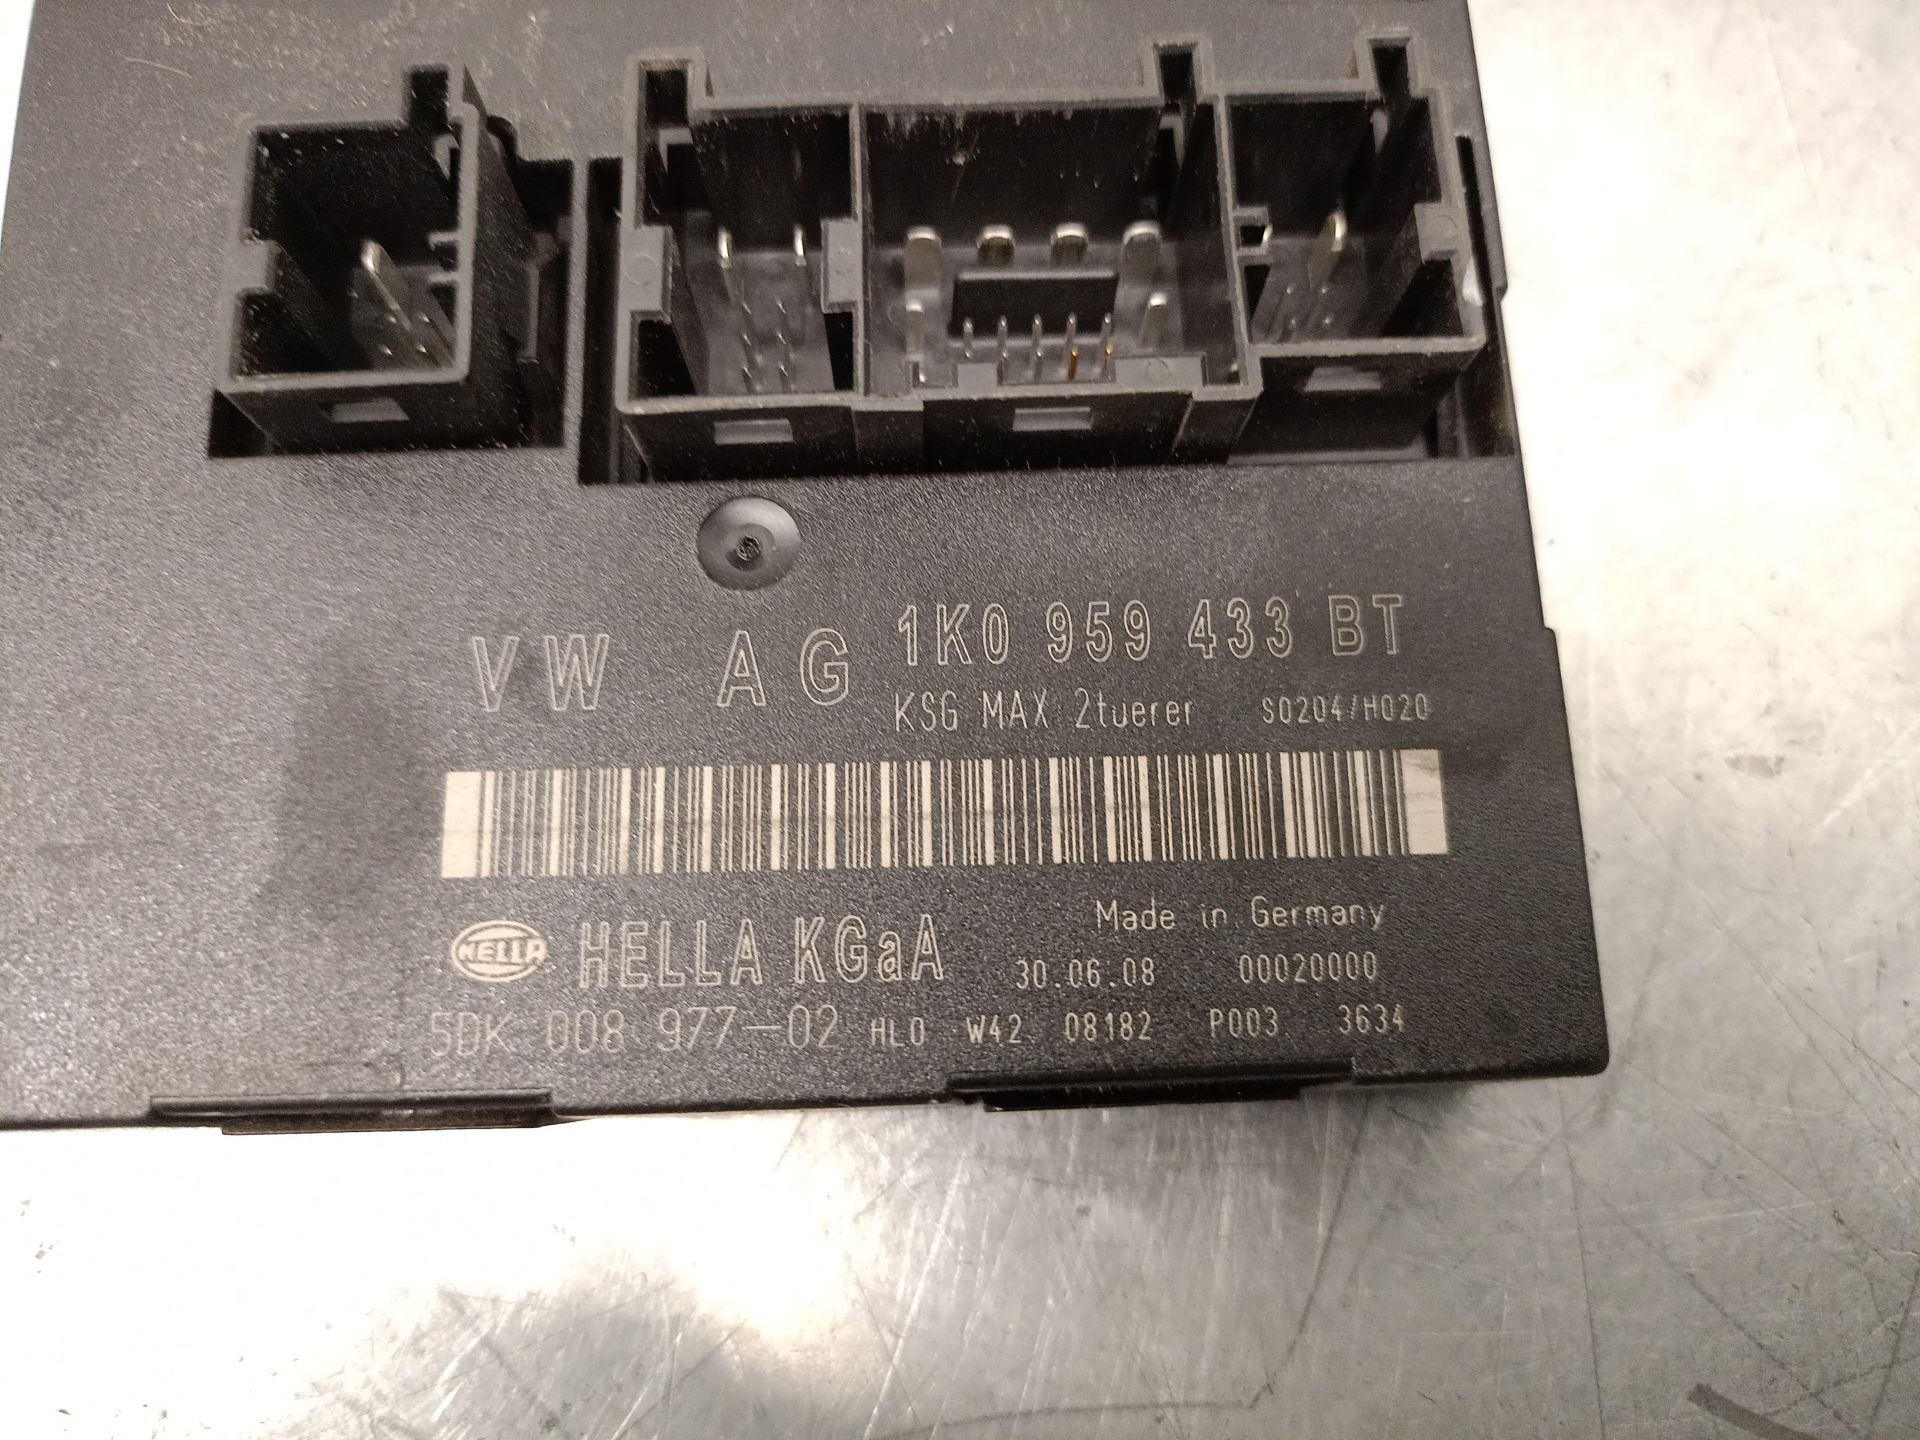 VW AG 1K0 959 433 BT
KSG MAX 2tuerer S0204/H020
Made in Germany
HELLA HELLA KGaA 30.06.08 00020000
5DK 008 977-02 HLO W42 08182 P003 3634